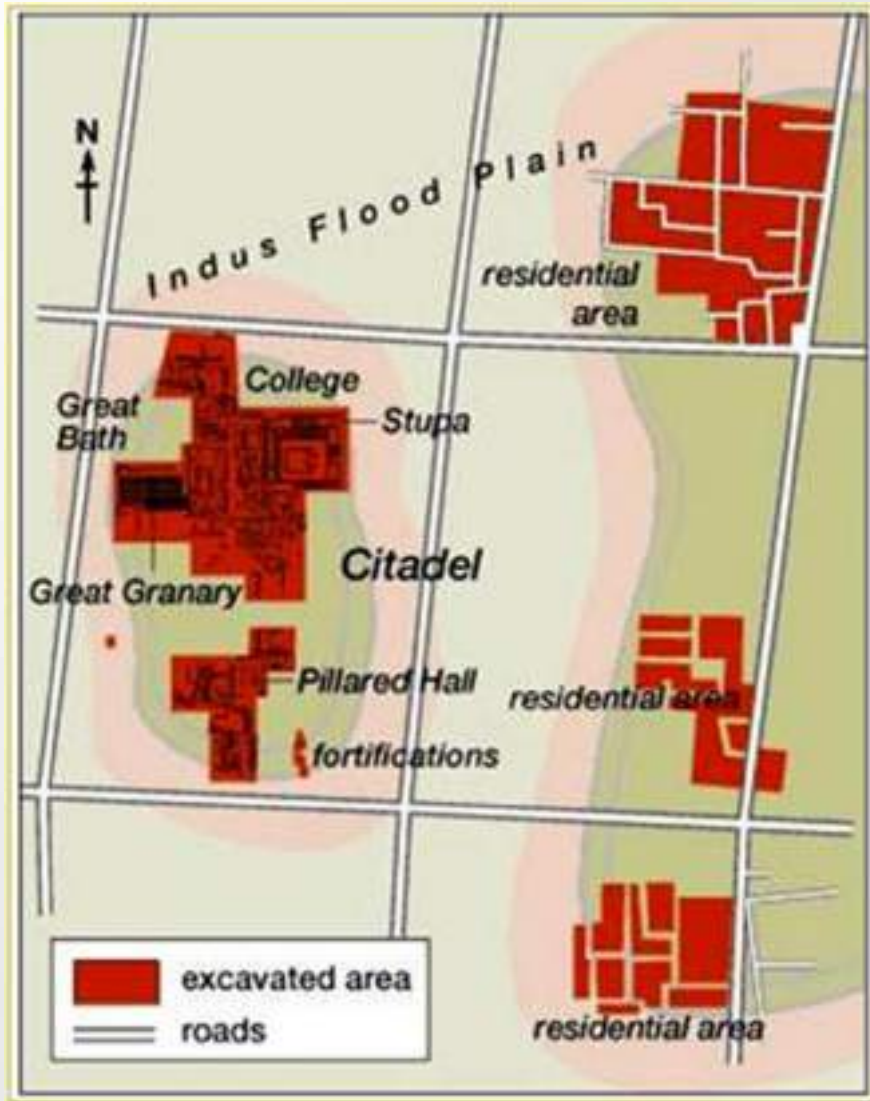 N
Indus Flood Plain
residential
area
College
Great
Bath
Stupa
Citadel
Great Granary
Pillared Hall
residential area
fortifications
excavated area
roads
residential area